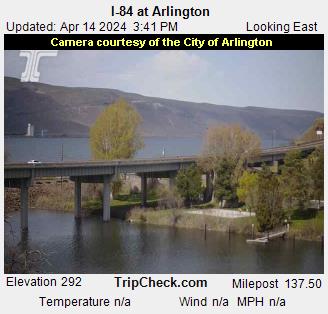 I-84 at Arlington
Updated: Apr 14 2024 3:41 PM Looking East
Camera courtesy of the City of Arlington
Elevation 292 TripCheck.com Milepost 137.50
Temperature n/a Wind n/a MPH n/a